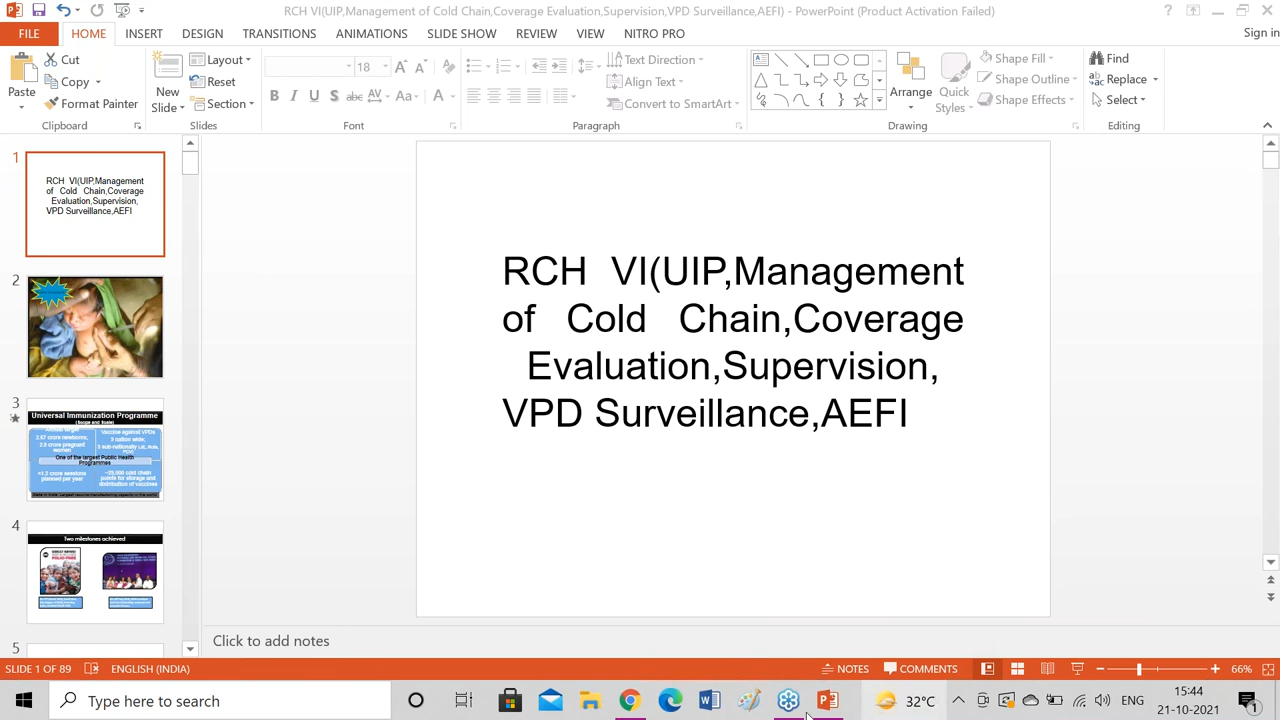 RCH VI(UIP,Management of Cold Chain,Coverage Evaluation,Supervision,VPD Surveillance,AEFI) - PowerPoint (Product Activation Failed)
FILE HOME INSERT DESIGN TRANSITIONS ANIMATIONS SLIDE SHOW REVIEW VIEW NITRO PRO Sign in
Paste
Cut
Copy
Format Painter
Clipboard
New
Slide
Layout
Reset
Section
Slides
18
Font
Text Direction
Align Text
Convert to SmartArt
Paragraph
Arrange
Quick
Styles
Shape Fill
Shape Outline
Shape Effects
Drawing
Find
Replace
Select
Editing
1
RCH VI(UIP,Management
of Cold Chain,Coverage
Evaluation,Supervision,
VPD Surveillance,AEFI
2
3
Universal Immunization Programme
(Scope and Scale)
2.67 crore newborns;
2.9 crore pregnant
women
Vaccine against VPDs
9 nation wide;
One of the largest Public Health
Programmes
planned per year
cold chain
points for storage and
distribution of vaccines
4
Two milestones achieved
5
RCH VI(UIP,Management
of Cold Chain,Coverage
Evaluation,Supervision,
VPD Surveillance,AEFI
Click to add notes
SLIDE 1 OF 89 ENGLISH (INDIA) NOTES COMMENTS 66%
Type here to search
32°C
ENG
15:44
21-10-2021
1